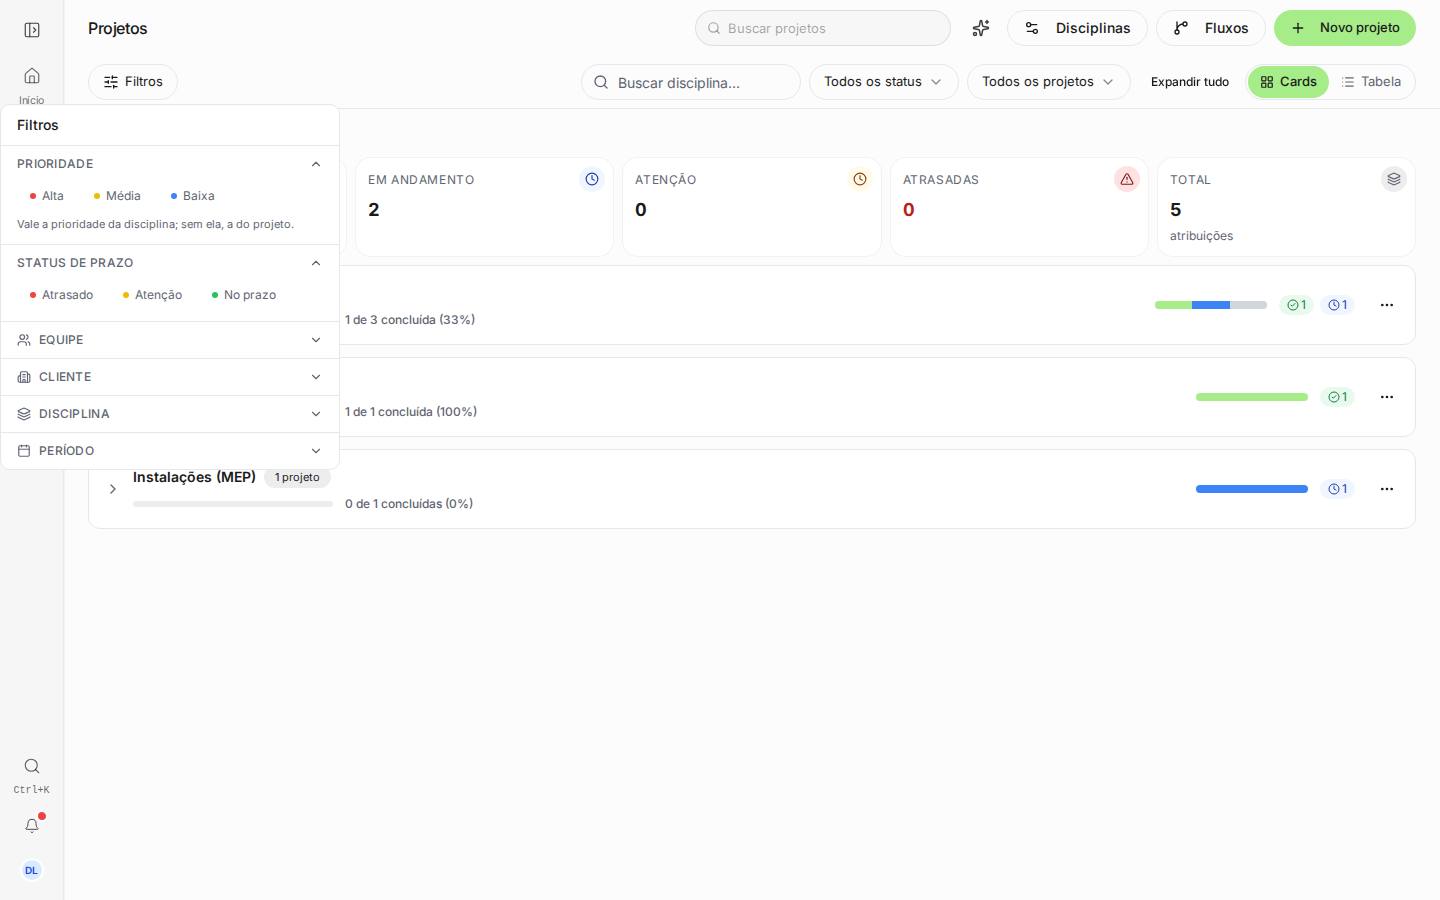 Projetos
Buscar projetos
Disciplinas
Fluxos
Novo projeto
Início
Filtros
Buscar disciplina...
Todos os status
Todos os projetos
Expandir tudo
Cards
Tabela
Filtros
PRIORIDADE
Alta
Média
Baixa
Vale a prioridade da disciplina; sem ela, a do projeto.
STATUS DE PRAZO
Atrasado
Atenção
No prazo
EQUIPE
CLIENTE
DISCIPLINA
PERÍODO
EM ANDAMENTO
2
ATENÇÃO
0
ATRASADAS
0
TOTAL
5
atribuições
1 de 3 concluída (33%)
1
1
1 de 1 concluída (100%)
1
Instalações (MEP)
1 projeto
0 de 1 concluídas (0%)
1
Ctrl+K
DL